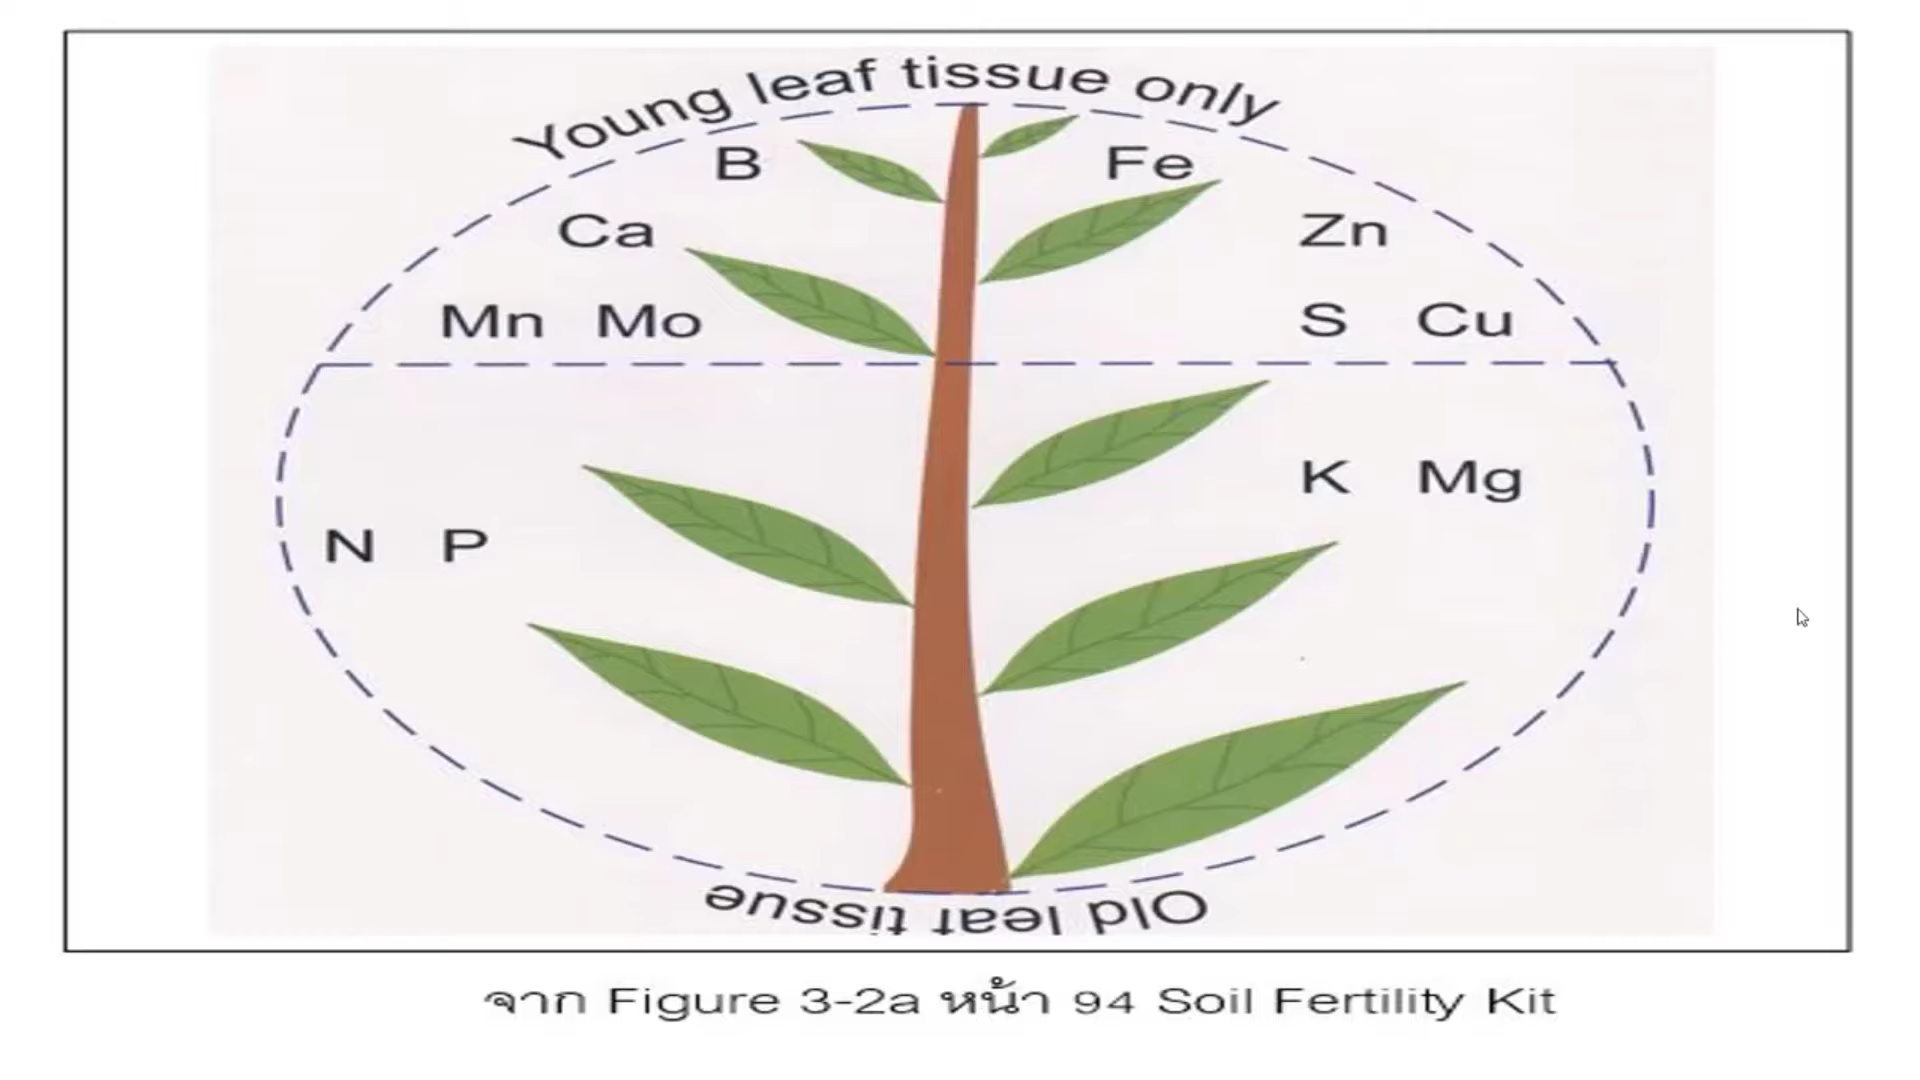 Young leaf tissue only
B Fe
Ca Zn
Mn Mo S Cu
K Mg
N P
Old leaf tissue
จาก Figure 3-2a หน้า 94 Soil Fertility Kit